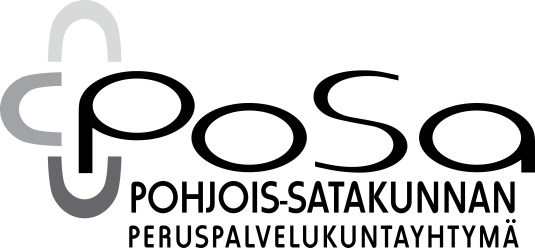 PoSa
POHJOIS-SATAKUNNAN
PERUSPALVELUKUNTAYHTYMÄ